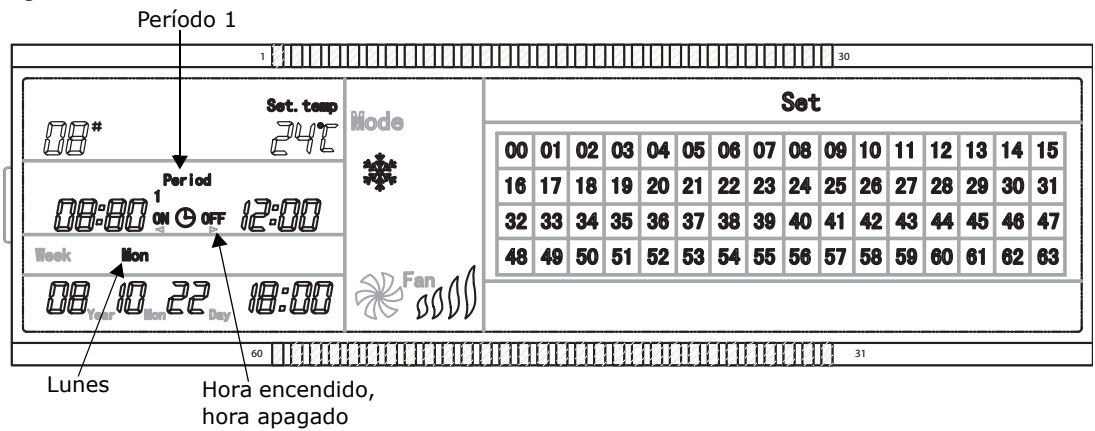 Período 1
1 30
Set.temp
08# 24℃
Mode
Period
1
08:80 ON OFF 12:00
Week Mon
08 Year 10 Mon 22 Day 18:00
Fan
Set
00 01 02 03 04 05 06 07 08 09 10 11 12 13 14 15
16 17 18 19 20 21 22 23 24 25 26 27 28 29 30 31
32 33 34 35 36 37 38 39 40 41 42 43 44 45 46 47
48 49 50 51 52 53 54 55 56 57 58 59 60 61 62 63
60 31
Lunes
Hora encendido,
hora apagado